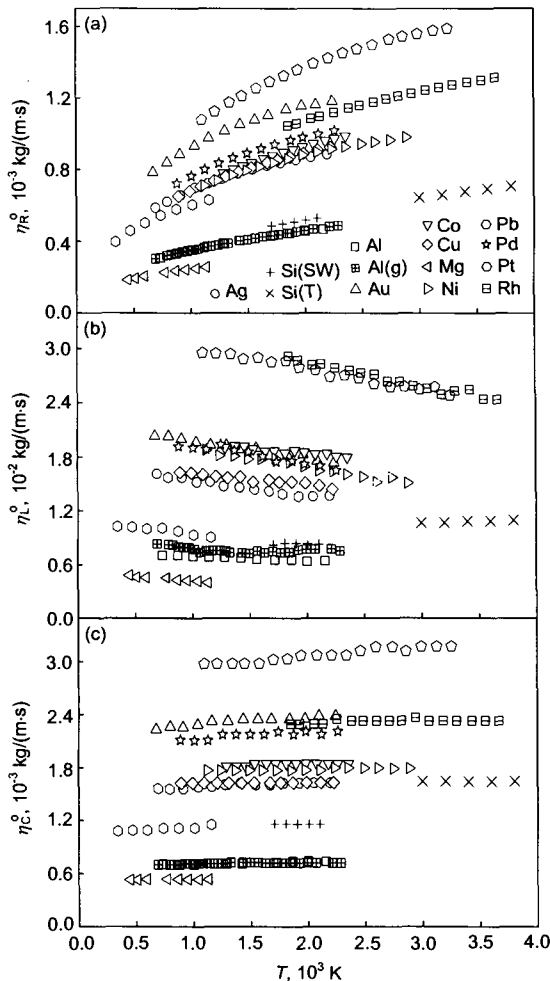 (a)
1.6
1.2
0.8
0.4
0.0
η°R, 10⁻³ kg/(m·s)
Co
Pb
Al
Cu
Pd
Si(SW)
Al(g)
Mg
Pt
Ag
Si(T)
Au
Ni
Rh
(b)
3.0
2.4
1.8
1.2
0.6
0.0
η°L, 10⁻² kg/(m·s)
(c)
3.0
2.4
1.8
1.2
0.6
0.0
η°C, 10⁻³ kg/(m·s)
0.0 0.5 1.0 1.5 2.0 2.5 3.0 3.5 4.0
T, 10³ K